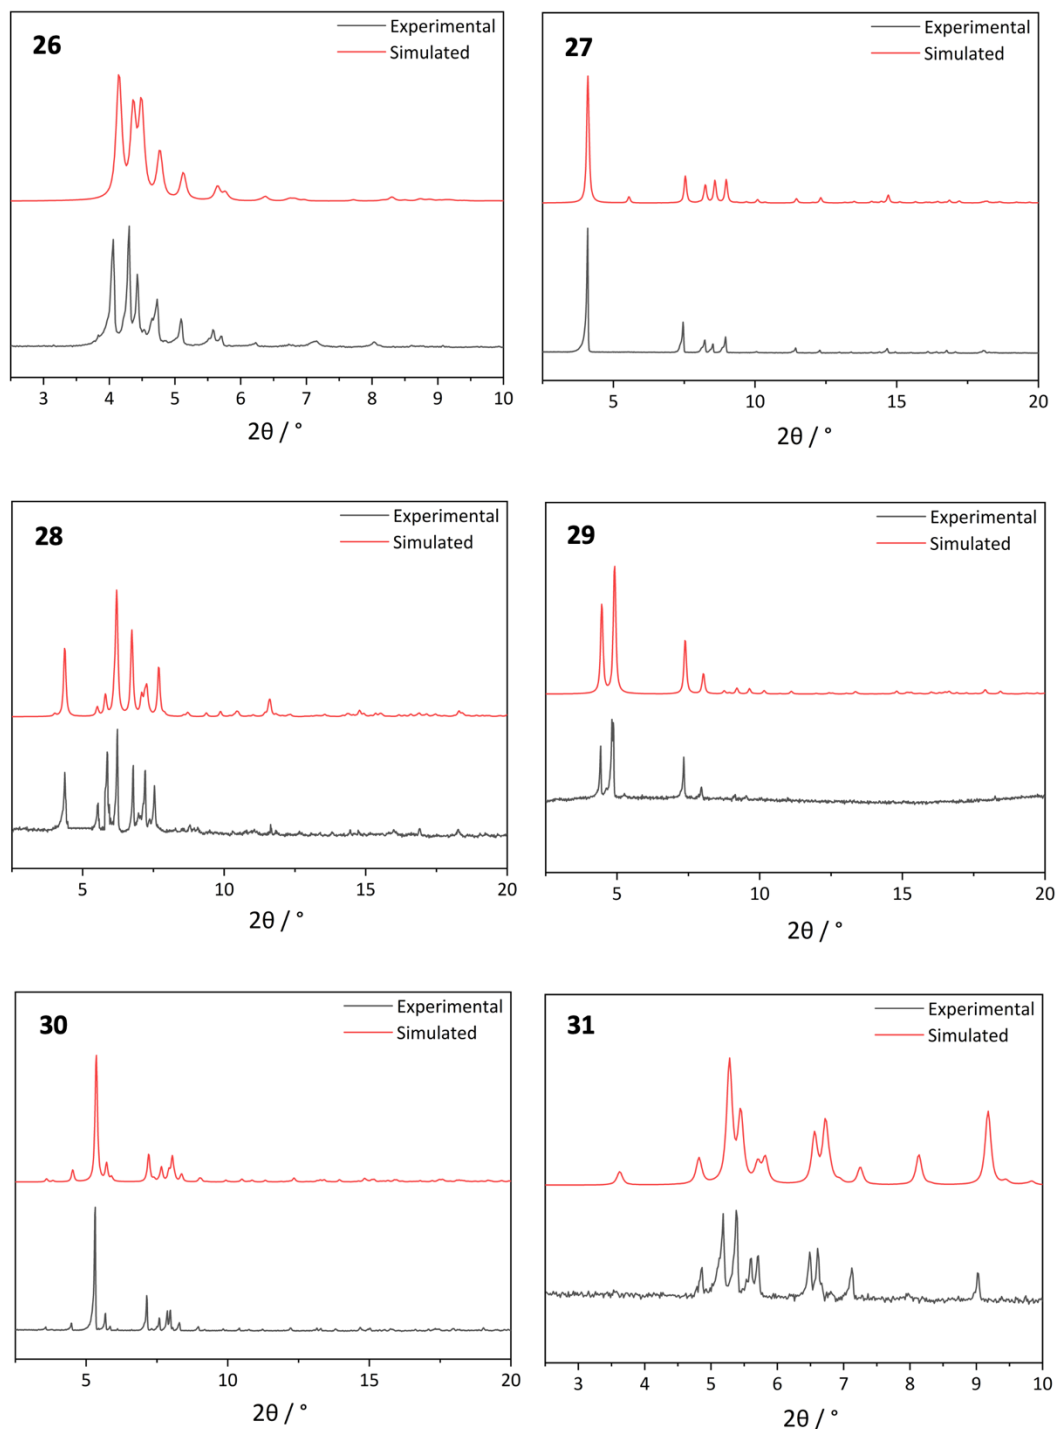 26
Experimental
Simulated
3 4 5 6 7 8 9 10
2θ / °
27
Experimental
Simulated
5 10 15 20
2θ / °
28
Experimental
Simulated
5 10 15 20
2θ / °
29
Experimental
Simulated
5 10 15 20
2θ / °
30
Experimental
Simulated
5 10 15 20
2θ / °
31
Experimental
Simulated
3 4 5 6 7 8 9 10
2θ / °